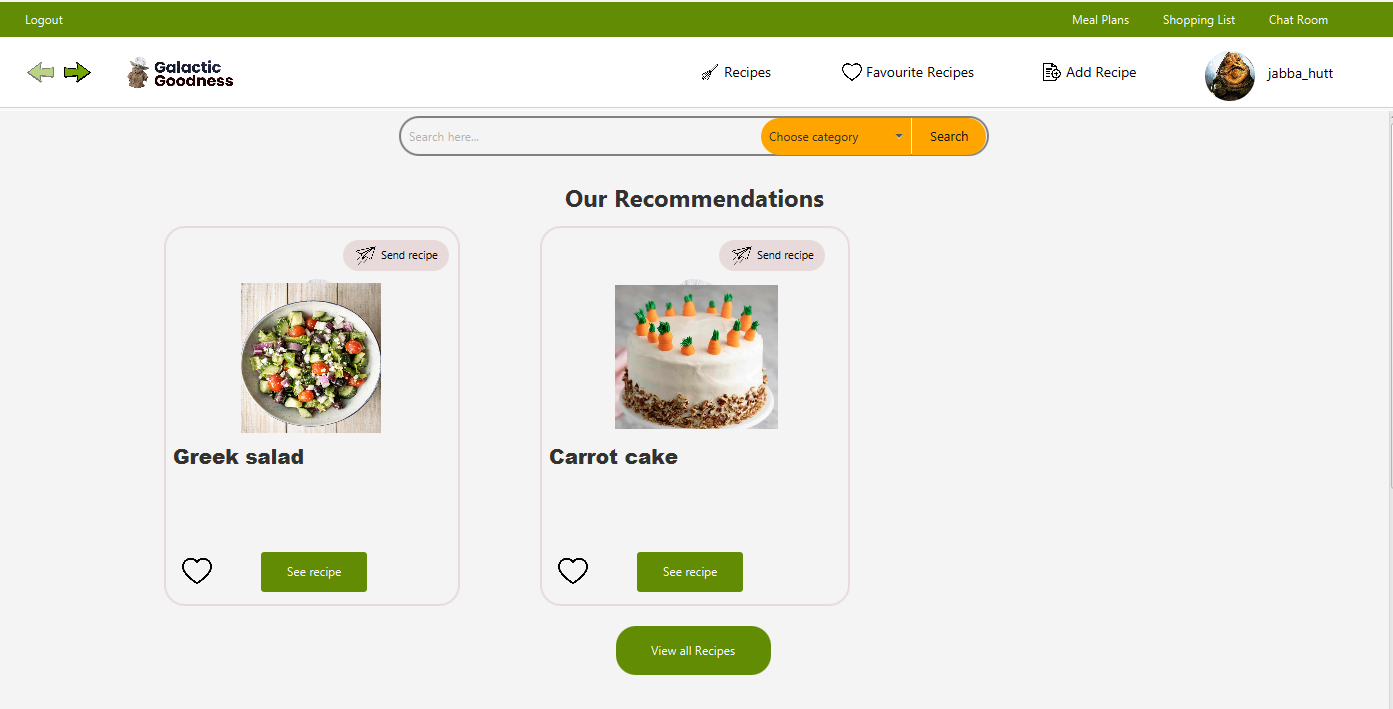 Logout
Meal Plans
Shopping List
Chat Room
Galactic
Goodness
Recipes
Favourite Recipes
Add Recipe
jabba_hutt
Search here...
Choose category
Search
Our Recommendations
Send recipe
Greek salad
See recipe
Send recipe
Carrot cake
See recipe
View all Recipes